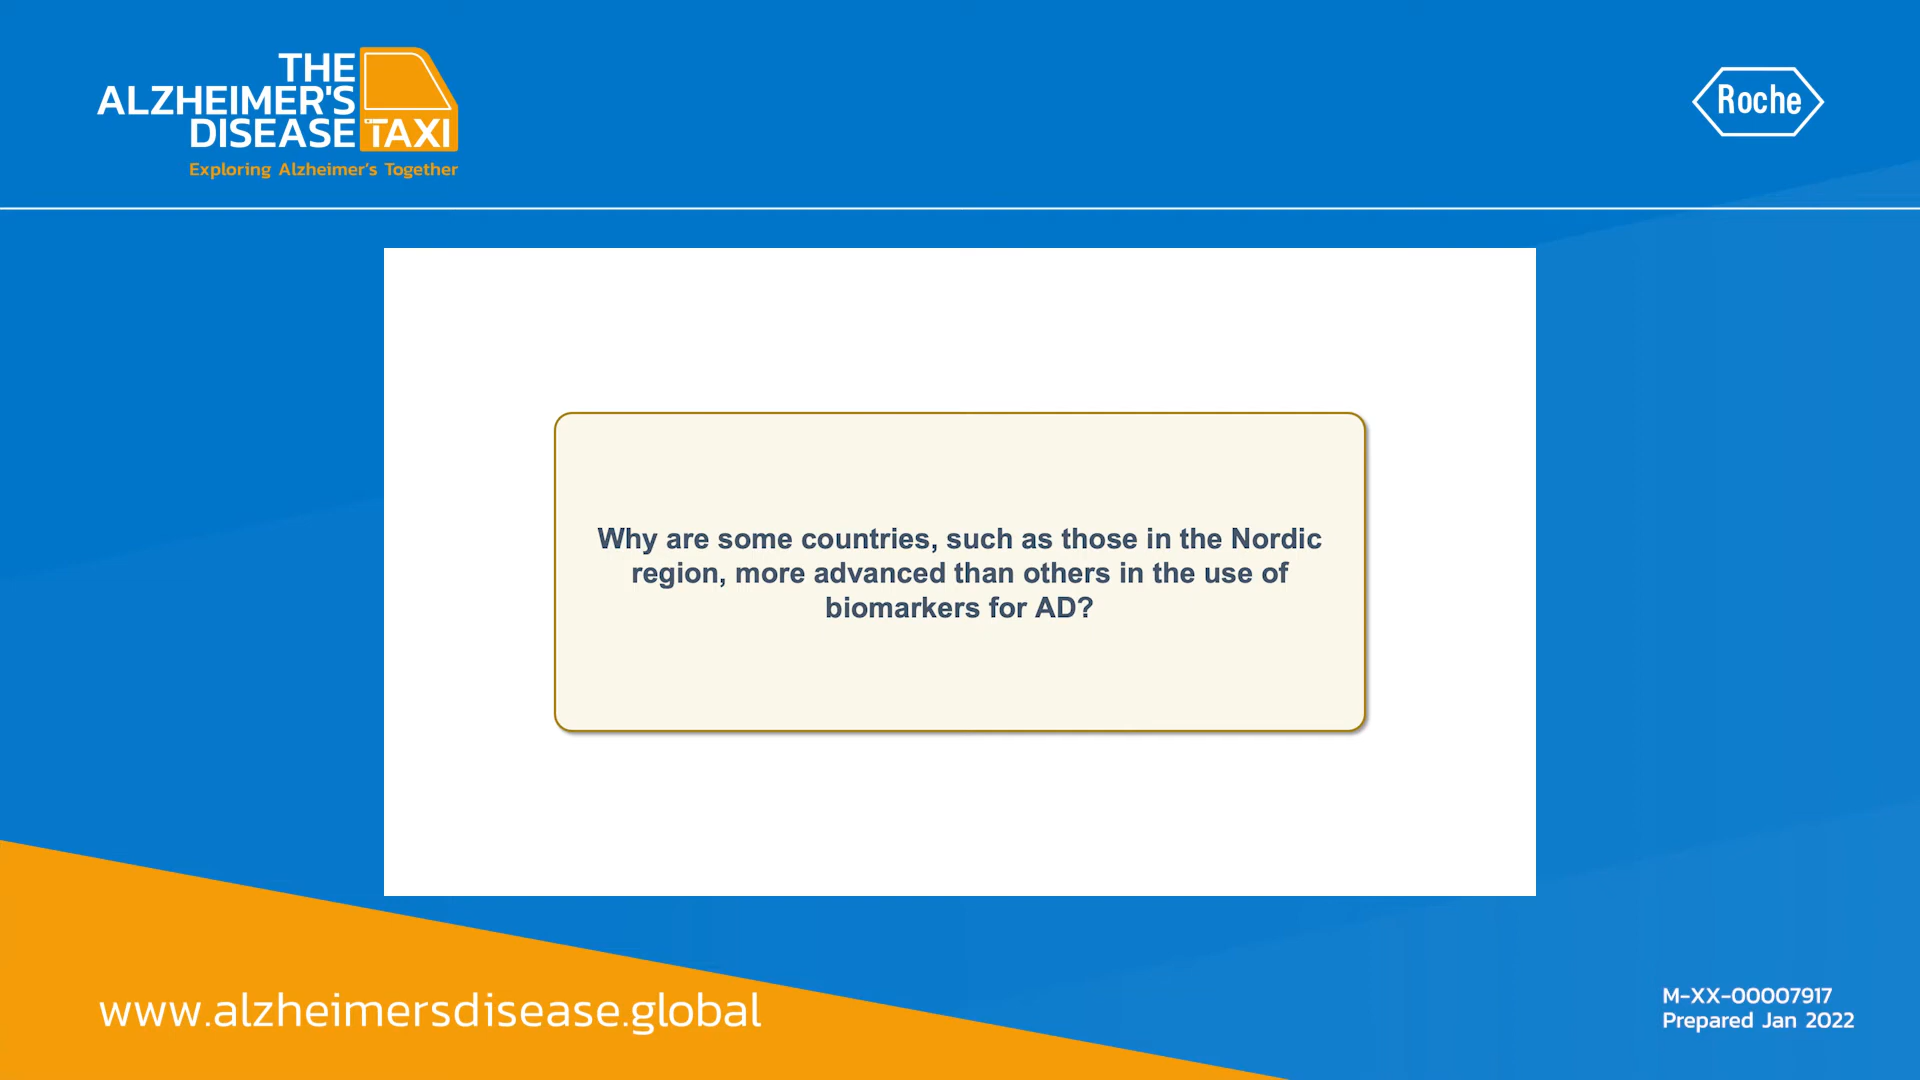 THE
ALZHEIMER'S
DISEASE TAXI
Exploring Alzheimer's Together
Roche
Why are some countries, such as those in the Nordic
region, more advanced than others in the use of
biomarkers for AD?
www.alzheimersdisease.global
M-XX-00007917
Prepared Jan 2022